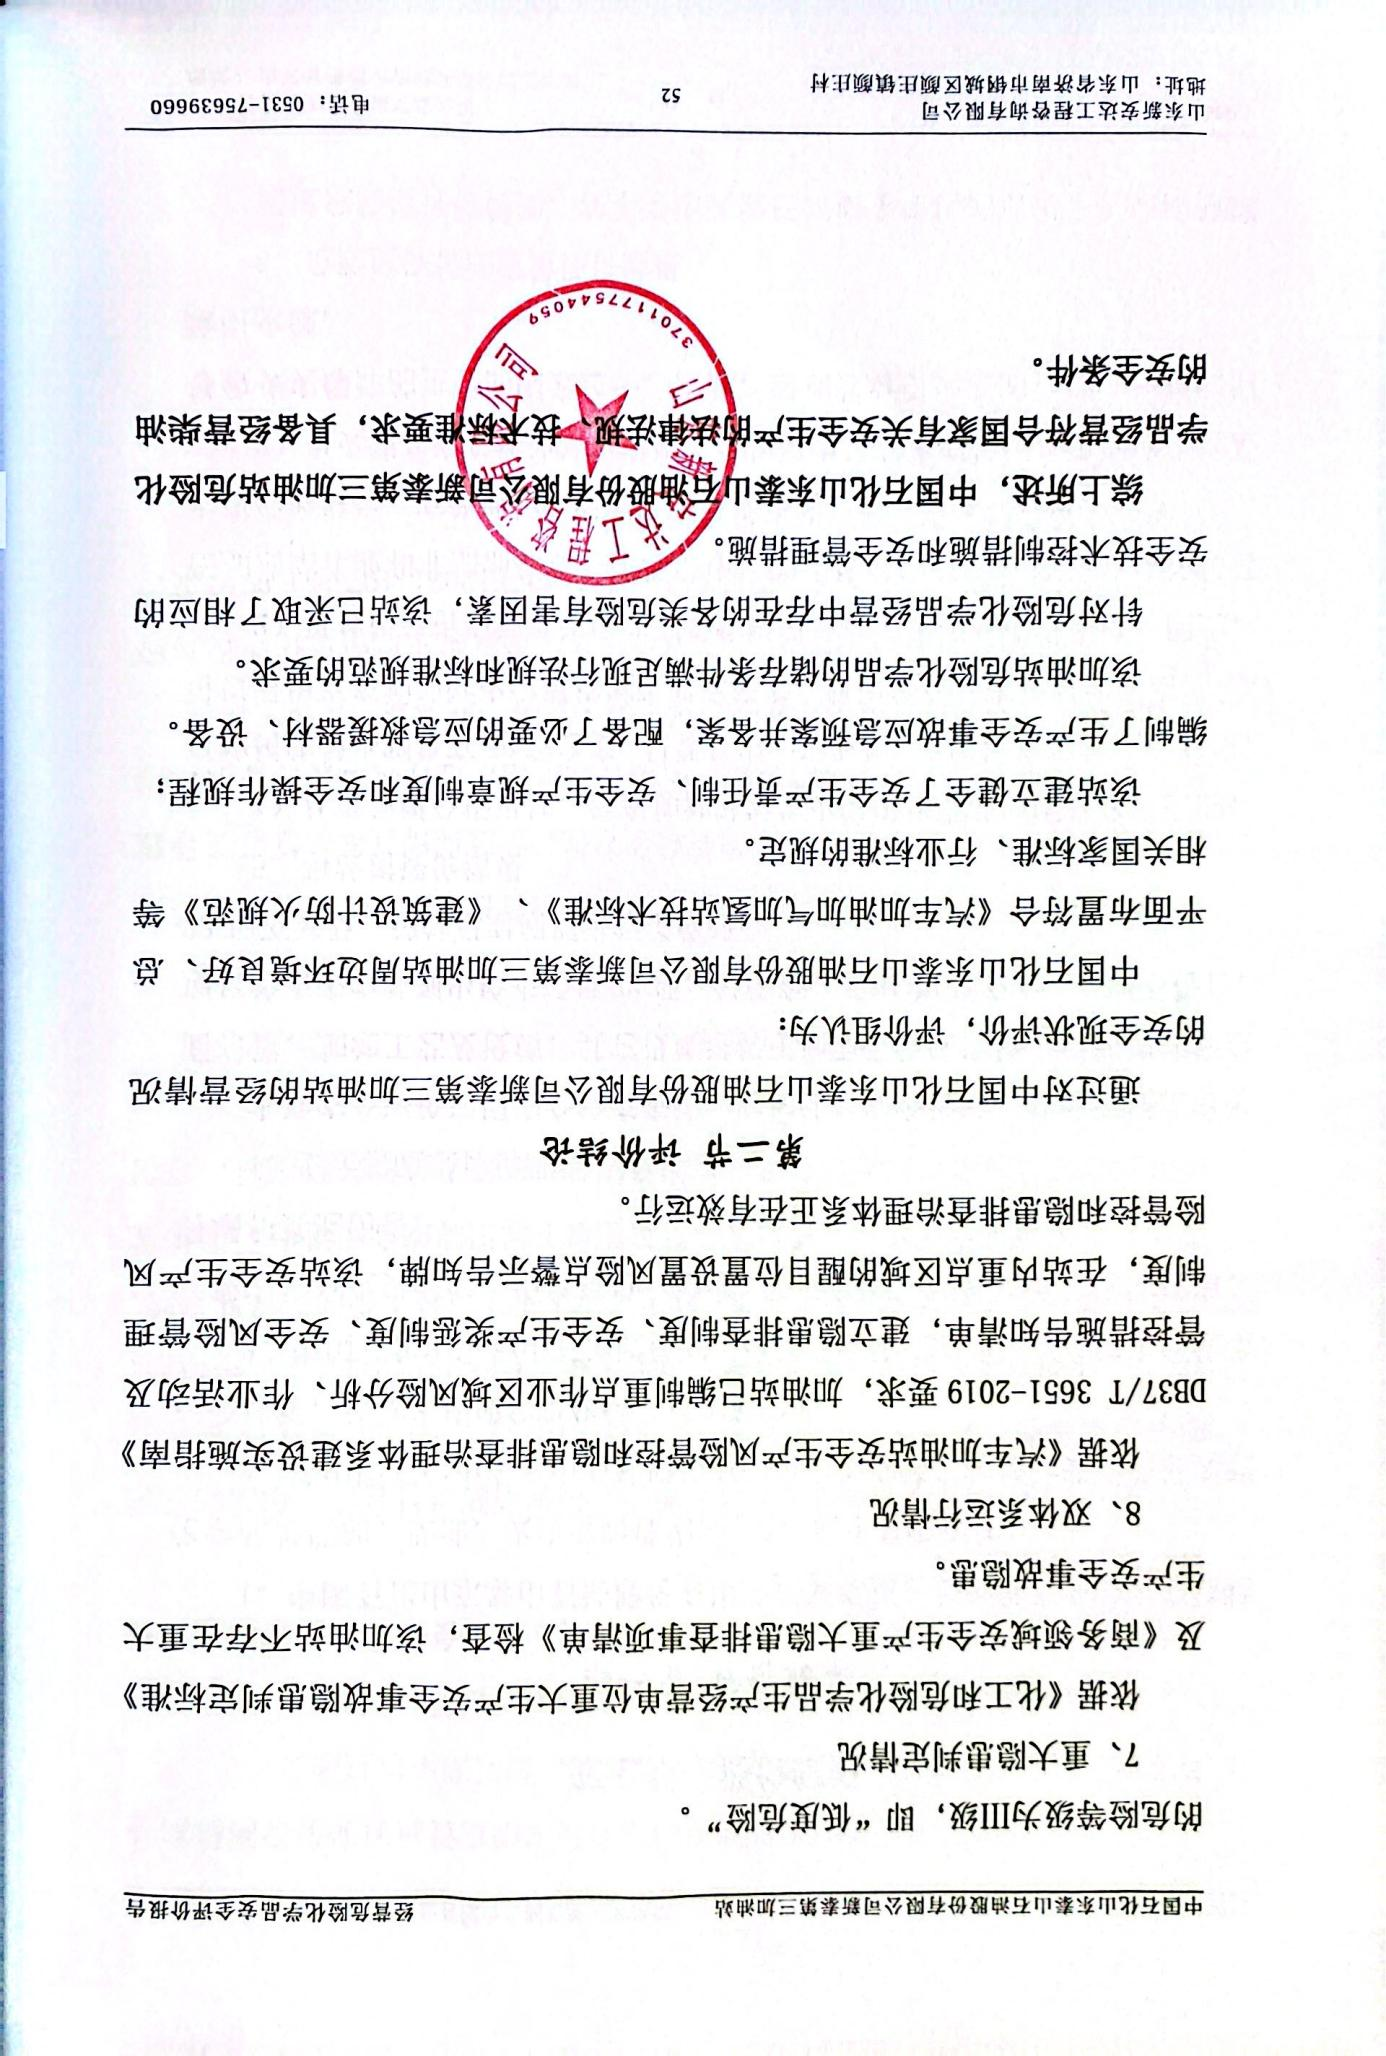 中国石化山东泰山石油股份有限公司新泰第三加油站 经营危险化学品安全评价报告
的危险等级为III级，即“低度危险”。
7、重大隐患判定情况
依据《化工和危险化学品生产经营单位重大生产安全事故隐患判定标准》
及《商务领域安全生产重大隐患排查事项清单》检查，该加油站不存在重大
生产安全事故隐患。
8、双体系运行情况
依据《汽车加油站安全生产风险管控和隐患排查治理体系建设实施指南》
DB37/T 3651-2019 要求，加油站已编制重点作业区域风险分析、作业活动及
管控措施告知清单，建立隐患排查制度、安全生产奖惩制度、安全风险管理
制度，在站内重点区域的醒目位置设置风险点警示告知牌，该站安全生产风
险管控和隐患排查治理体系正在有效运行。
第二节 评价结论
通过对中国石化山东泰山石油股份有限公司新泰第三加油站的经营情况
的安全现状评价，评价组认为：
中国石化山东泰山石油股份有限公司新泰第三加油站周边环境良好、总
平面布置符合《汽车加油加气加氢站技术标准》、《建筑设计防火规范》等
相关国家标准、行业标准的规定。
该站建立健全了安全生产责任制、安全生产规章制度和安全操作规程；
编制了生产安全事故应急预案并备案，配备了必要的应急救援器材、设备。
该加油站危险化学品的储存条件满足现行法规和标准规范的要求。
针对危险化学品经营中存在的各类危险有害因素，该站已采取了相应的
安全技术控制措施和安全管理措施。
综上所述，中国石化山东泰山石油股份有限公司新泰第三加油站危险化
学品经营符合国家有关安全生产的法律法规、技术标准要求，具备经营柴油
的安全条件。
山东新安达工程咨询有限公司
3701177544059
山东新安达工程咨询有限公司
地址：山东省济南市钢城区颜庄镇颜庄村 52 电话：0531-75639660